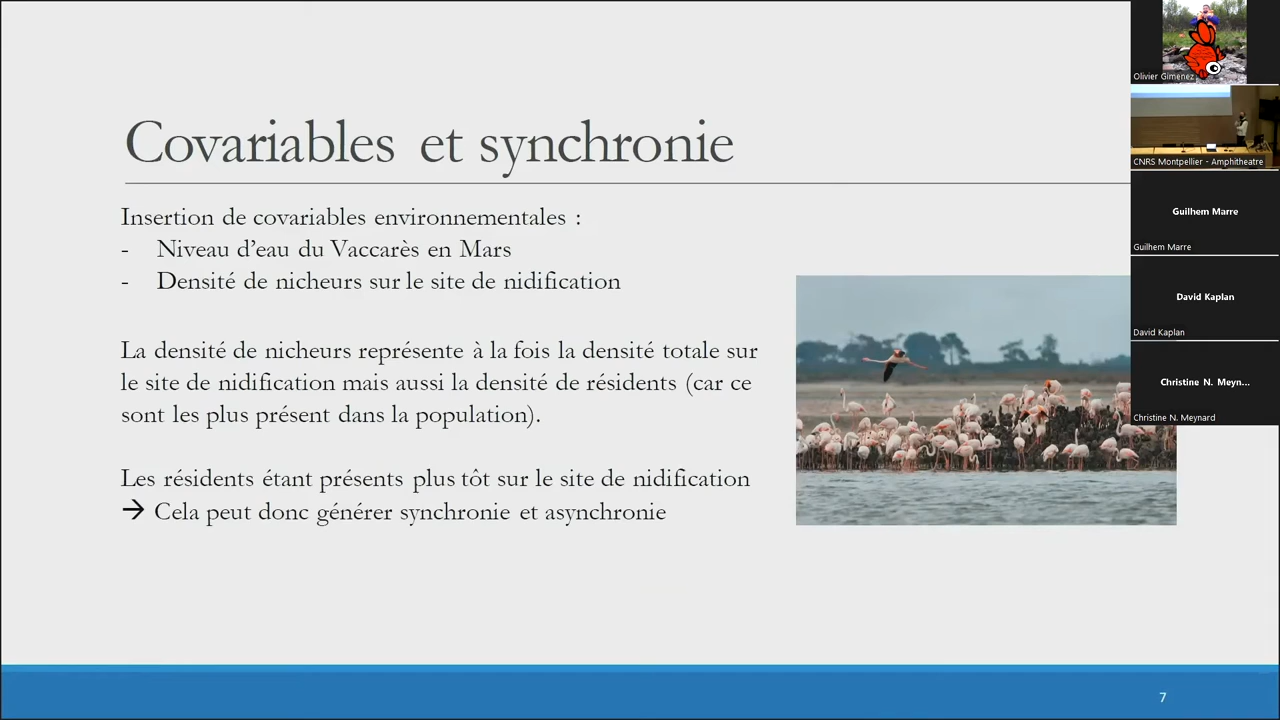 Covariables et synchronie
Insertion de covariables environnementales :
- Niveau d'eau du Vaccarès en Mars
- Densité de nicheurs sur le site de nidification
La densité de nicheurs représente à la fois la densité totale sur
le site de nidification mais aussi la densité de résidents (car ce
sont les plus présent dans la population).
Les résidents étant présents plus tôt sur le site de nidification
→ Cela peut donc générer synchronie et asynchronie
7
Olivier Gimenez
CNRS Montpellier - Amphitheatre
Guilhem Marre
Guilhem Marre
David Kaplan
David Kaplan
Christine N. Meyn...
Christine N. Meynard